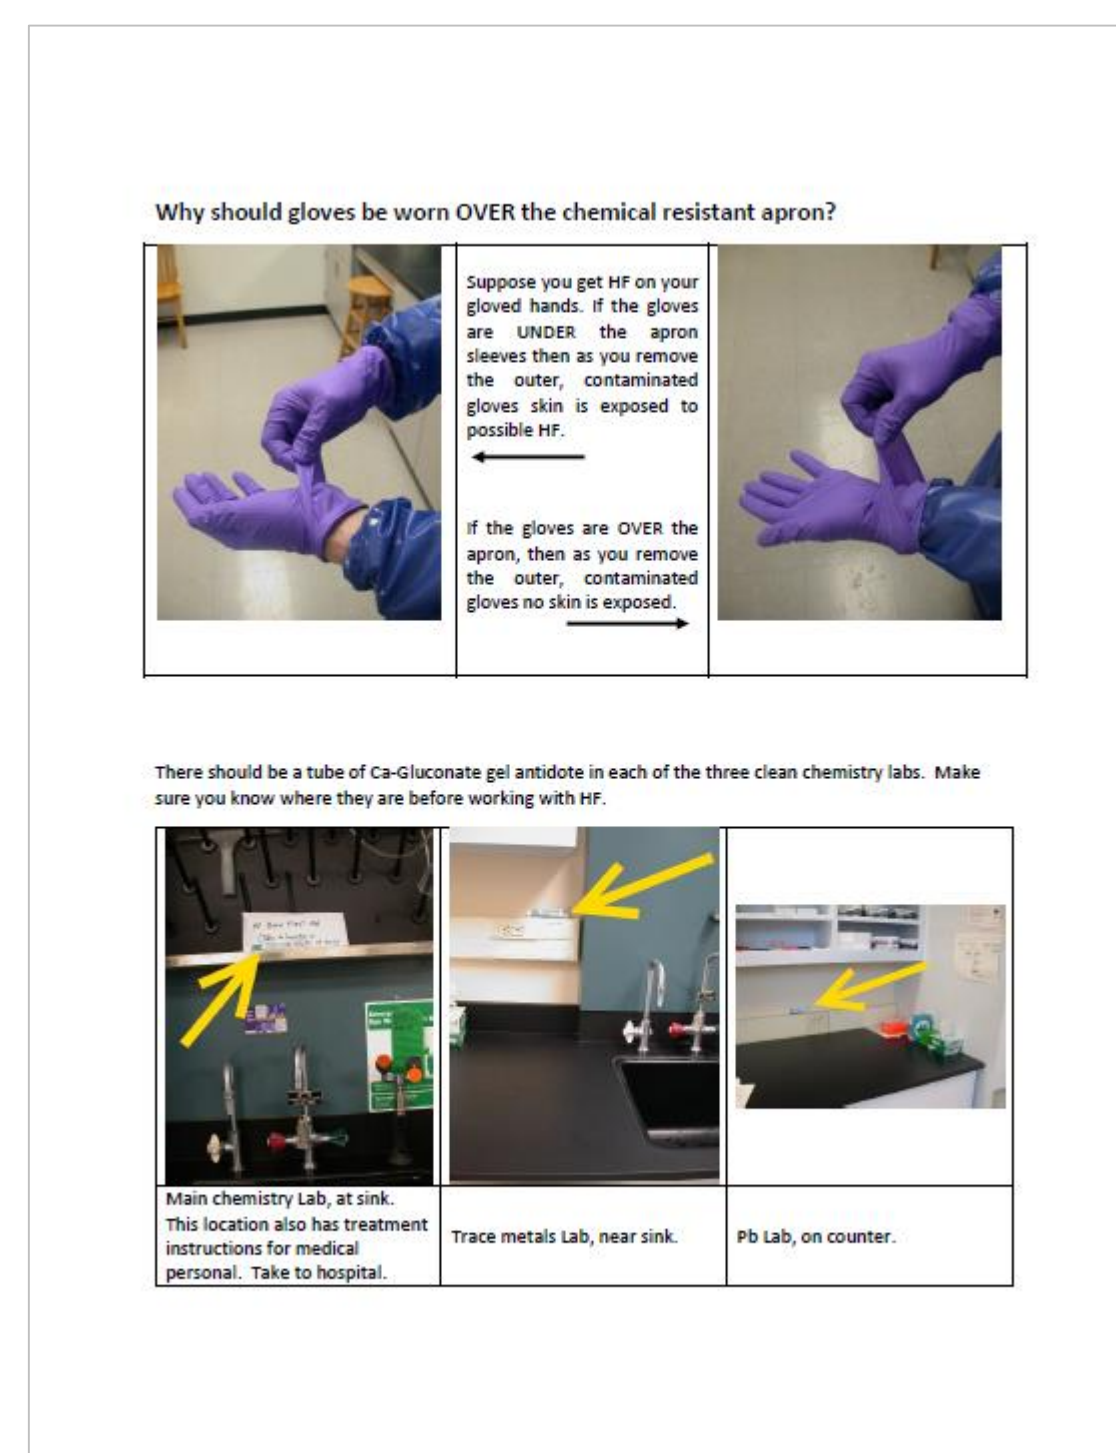 Why should gloves be worn OVER the chemical resistant apron?
Suppose you get HF on your
gloved hands. If the gloves
are UNDER the apron
sleeves then as you remove
the outer, contaminated
gloves skin is exposed to
possible HF.
If the gloves are OVER the
apron, then as you remove
the outer, contaminated
gloves no skin is exposed.
There should be a tube of Ca-Gluconate gel antidote in each of the three clean chemistry labs. Make
sure you know where they are before working with HF.
Main chemistry Lab, at sink.
This location also has treatment
instructions for medical
personal. Take to hospital.
Trace metals Lab, near sink.
Pb Lab, on counter.